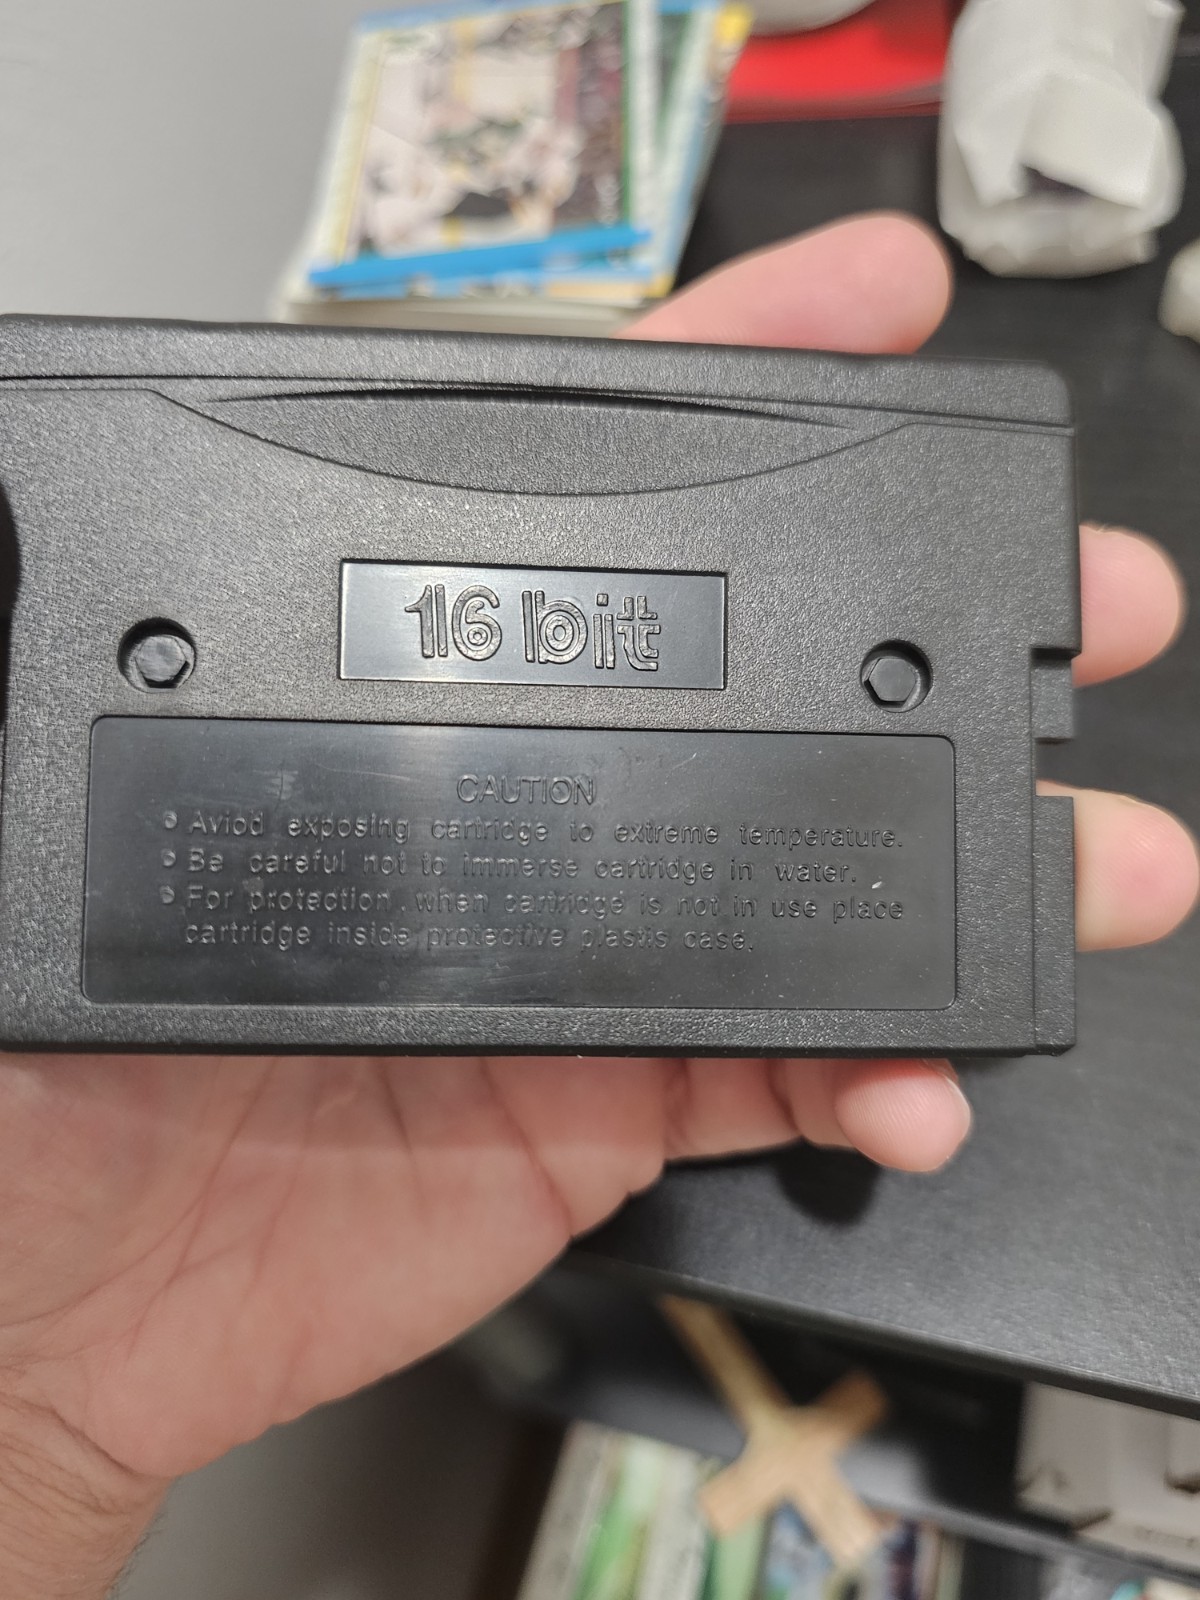 16 bit
CAUTION
• Aviod exposing cartridge to extreme temperature.
• Be careful not to immerse cartridge in water.
• For protection, when cartridge is not in use place
cartridge inside protective plastis case.